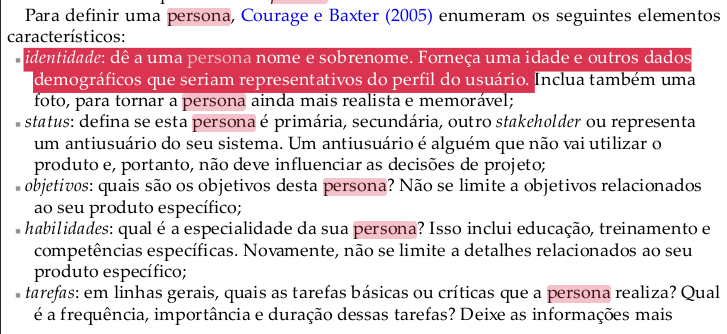 Para definir uma persona, Courage e Baxter (2005) enumeram os seguintes elementos
característicos:
▪ identidade: dê a uma persona nome e sobrenome. Forneça uma idade e outros dados
demográficos que seriam representativos do perfil do usuário. Inclua também uma
foto, para tornar a persona ainda mais realista e memorável;
▪ status: defina se esta persona é primária, secundária, outro stakeholder ou representa
um antiusuário do seu sistema. Um antiusuário é alguém que não vai utilizar o
produto e, portanto, não deve influenciar as decisões de projeto;
▪ objetivos: quais são os objetivos desta persona? Não se limite a objetivos relacionados
ao seu produto específico;
▪ habilidades: qual é a especialidade da sua persona? Isso inclui educação, treinamento e
competências específicas. Novamente, não se limite a detalhes relacionados ao seu
produto específico;
▪ tarefas: em linhas gerais, quais as tarefas básicas ou críticas que a persona realiza? Qual
é a frequência, importância e duração dessas tarefas? Deixe as informações mais